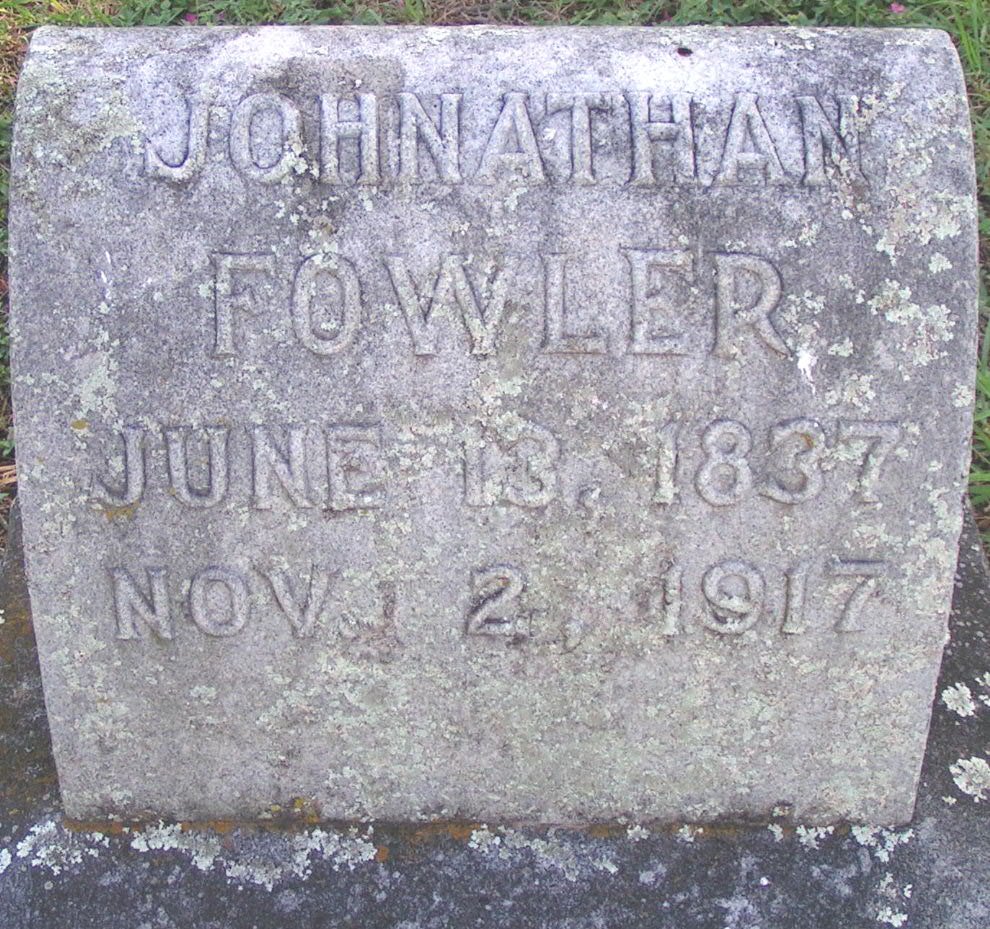 JOHNATHAN
FOWLER
JUNE 13, 1837
NOV. 2, 1917